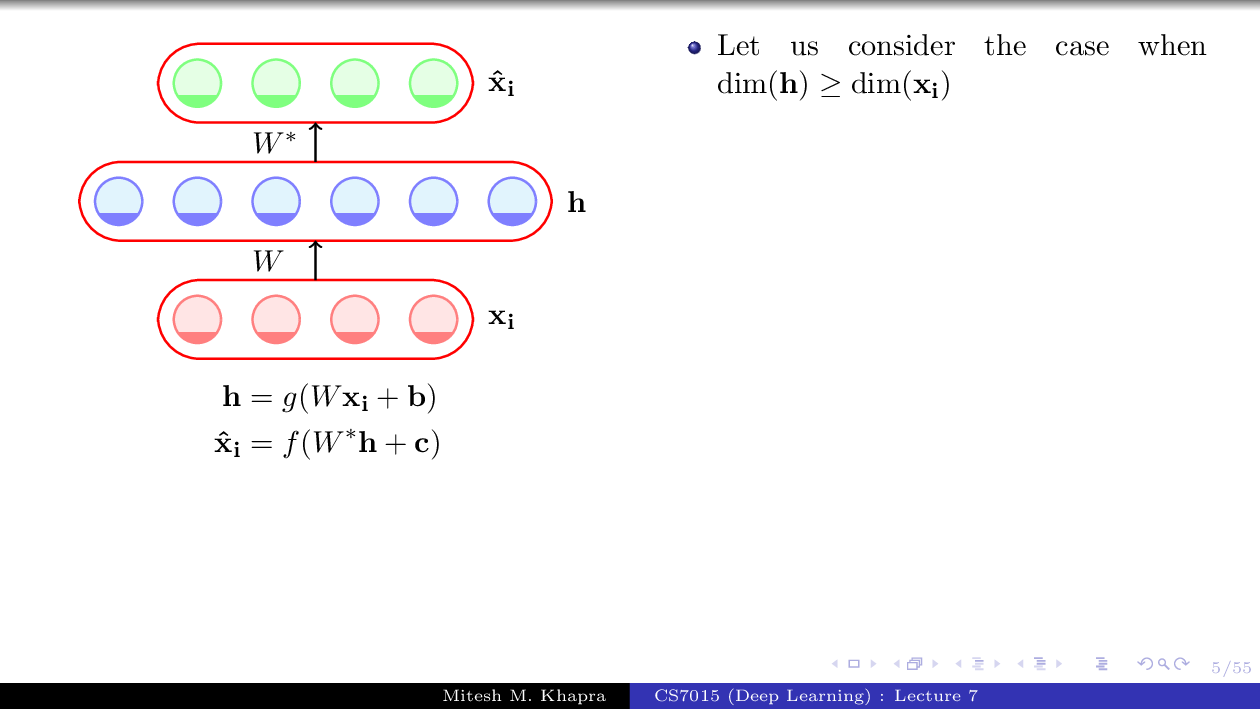 x̂ᵢ
W*
h
W
xᵢ
h = g(Wxᵢ + b)
x̂ᵢ = f(W*h + c)
Let us consider the case when
dim(h) ≥ dim(xᵢ)
5/55
Mitesh M. Khapra
CS7015 (Deep Learning) : Lecture 7